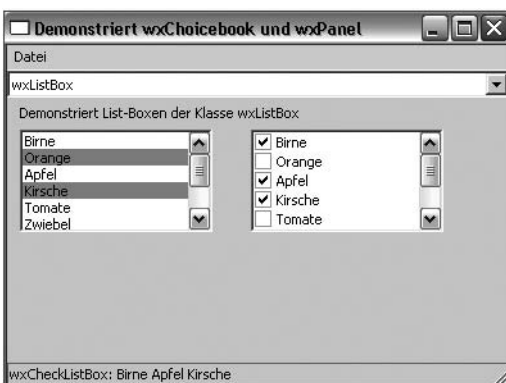 Demonstriert wxChoicebook und wxPanel
Datei
wxListBox
Demonstriert List-Boxen der Klasse wxListBox
Birne
Orange
Apfel
Kirsche
Tomate
Zwiebel
Birne
Orange
Apfel
Kirsche
Tomate
wxCheckListBox: Birne Apfel Kirsche